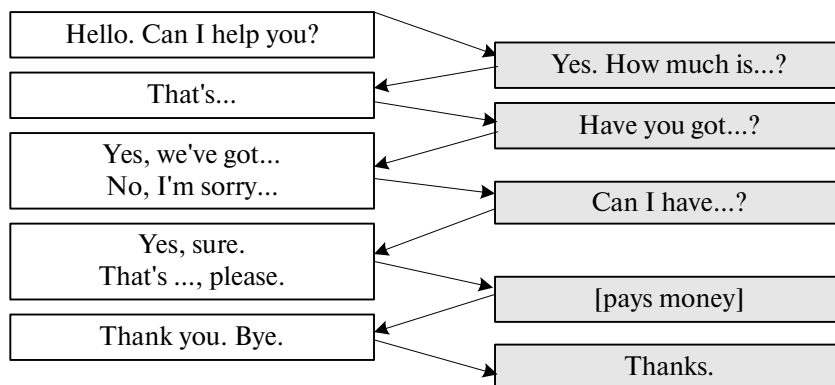 Hello. Can I help you?
Yes. How much is...?
That's...
Have you got...?
Yes, we've got...
No, I'm sorry...
Can I have...?
Yes, sure.
That's ..., please.
[pays money]
Thank you. Bye.
Thanks.